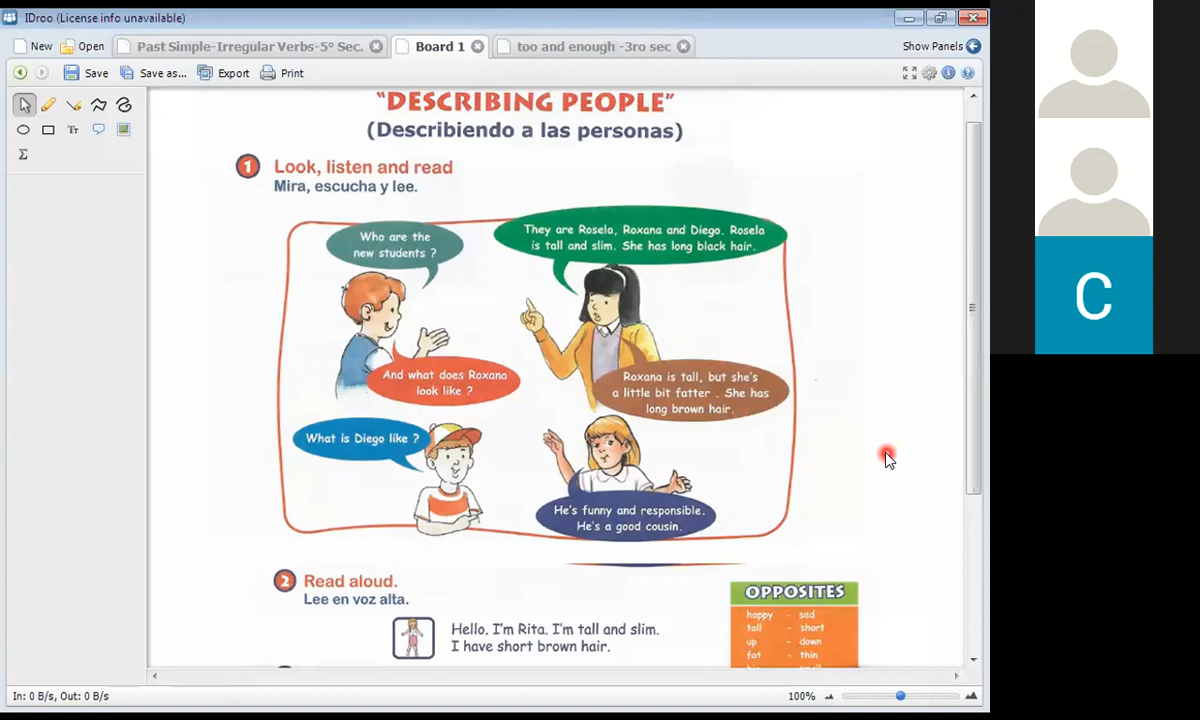 IDroo (License info unavailable)
New
Open
Past Simple-Irregular Verbs-5° Sec.
Board 1
too and enough -3ro sec
Show Panels
Save
Save as...
Export
Print
Tr
Σ
"DESCRIBING PEOPLE"
(Describiendo a las personas)
1 Look, listen and read
Mira, escucha y lee.
Who are the
new students ?
They are Rosela, Roxana and Diego. Rosela
is tall and slim. She has long black hair.
And what does Roxana
look like ?
Roxana is tall, but she's
a little bit fatter . She has
long brown hair.
What is Diego like ?
He's funny and responsible.
He's a good cousin.
2 Read aloud.
Lee en voz alta.
Hello. I'm Rita. I'm tall and slim.
I have short brown hair.
OPPOSITES
happy - sad
tall - short
up - down
fat - thin
C
In: 0 B/s, Out: 0 B/s
100%